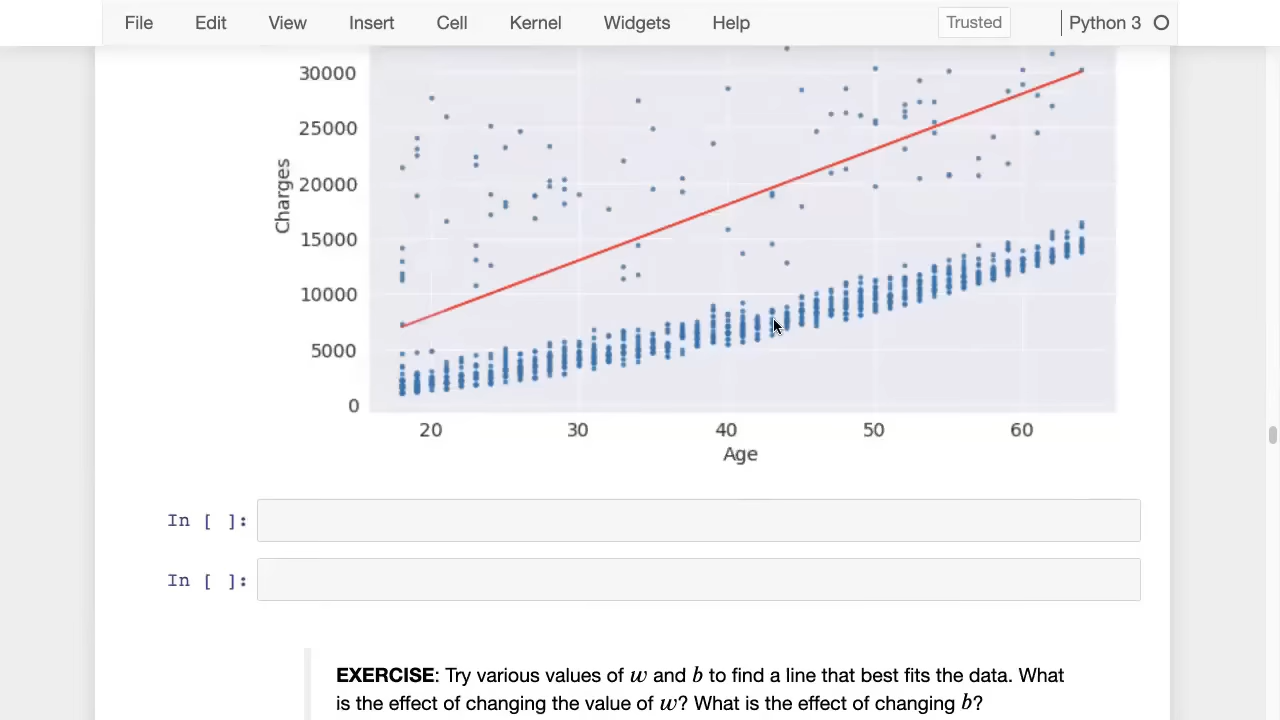 File Edit View Insert Cell Kernel Widgets Help Trusted Python 3
30000
25000
20000
15000
10000
5000
0
Charges
20 30 40 50 60
Age
In [ ]:
In [ ]:
EXERCISE: Try various values of w and b to find a line that best fits the data. What
is the effect of changing the value of w? What is the effect of changing b?